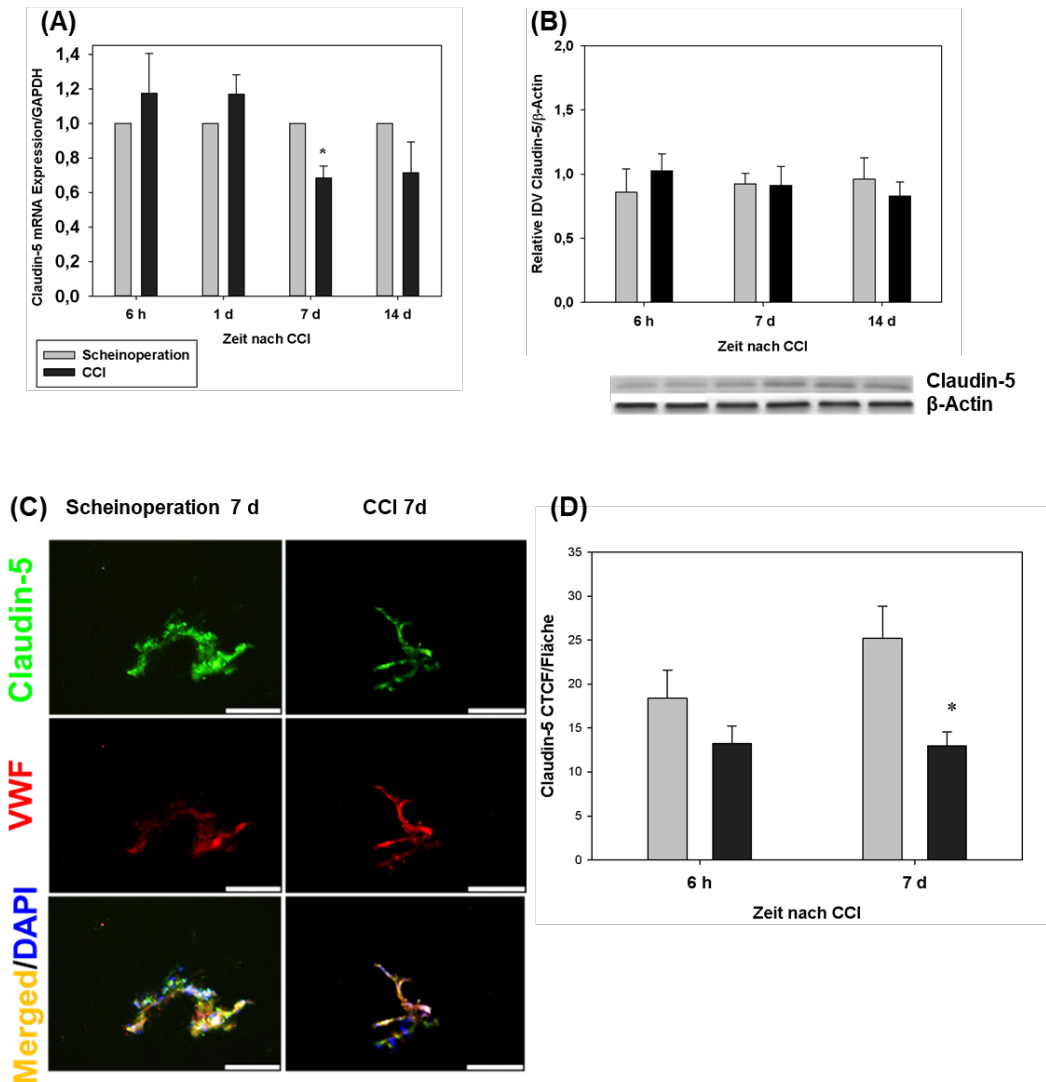 (A)
Claudin-5 mRNA Expression/GAPDH
1,4
1,2
1,0
0,8
0,6
0,4
0,2
0,0
*
6 h 1 d 7 d 14 d
Zeit nach CCI
Scheinoperation
CCI
(B)
Relative IDV Claudin-5/β-Actin
2,0
1,5
1,0
0,5
0,0
6 h 7 d 14 d
Zeit nach CCI
Claudin-5
β-Actin
(C)
Scheinoperation 7 d
CCI 7d
Claudin-5
VWF
Merged/DAPI
(D)
Claudin-5 CTCF/Fläche
35
30
25
20
15
10
5
0
*
6 h 7 d
Zeit nach CCI